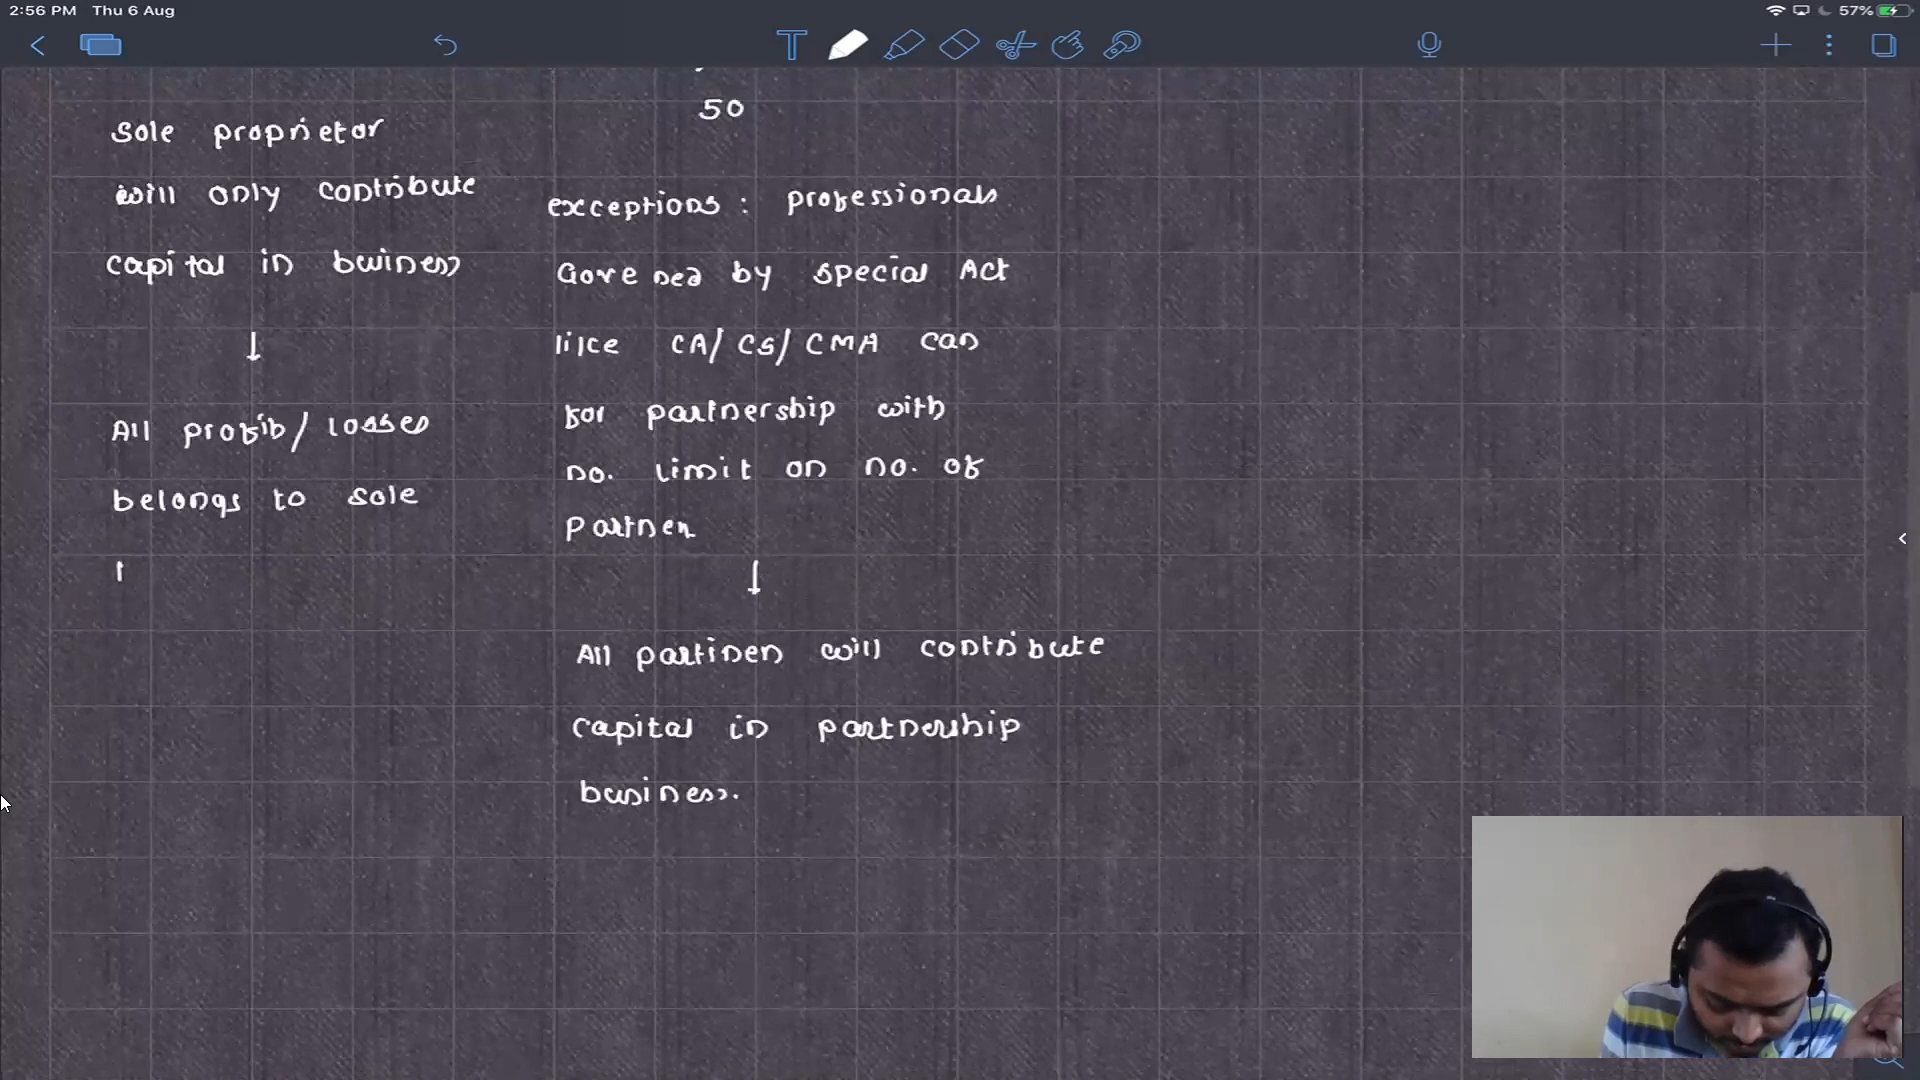 2:56 PM Thu 6 Aug
57%
T
50
Sole proprietor
will only contribute
capital in business
All profits/losses
belongs to sole
exceptions: professionals
Governed by special Act
like CA/CS/CMA can
for partnership with
no. limit on no. of
Partners
All partners will contribute
capital in partnership
business.